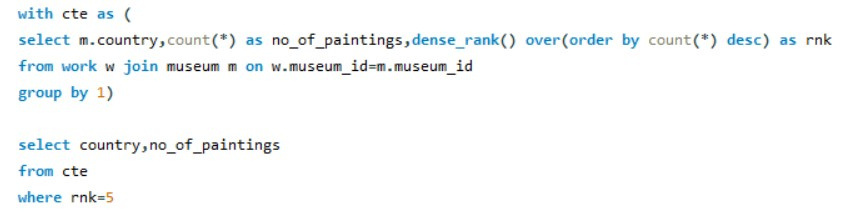 with cte as (
select m.country,count(*) as no_of_paintings,dense_rank() over(order by count(*) desc) as rnk
from work w join museum m on w.museum_id=m.museum_id
group by 1)
select country,no_of_paintings
from cte
where rnk=5